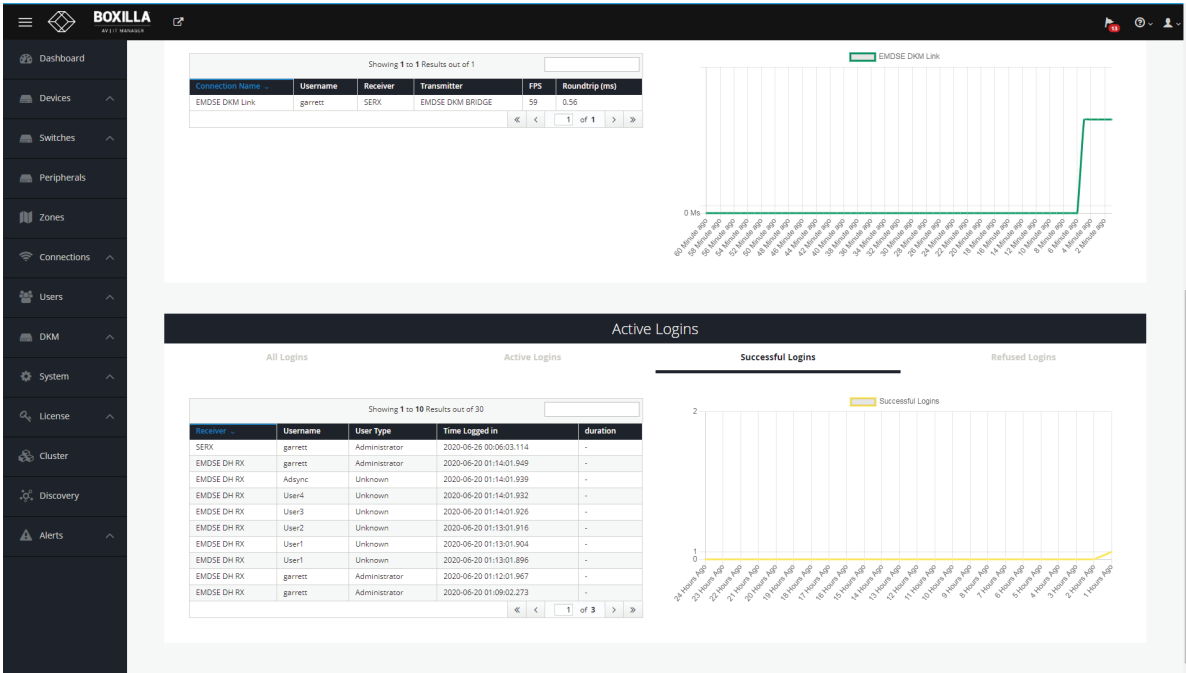 BOXILLA
AV | IT MANAGER
13
Dashboard
Devices
Switches
Peripherals
Zones
Connections
Users
DKM
System
License
Cluster
Discovery
Alerts
Showing 1 to 1 Results out of 1
Connection Name Username Receiver Transmitter FPS Roundtrip (ms)
EMDSE DKM Link garrett SERX EMDSE DKM BRIDGE 59 0.56
« < 1 of 1 > »
EMDSE DKM Link
0 Ms
60 Minute ago
58 Minute ago
56 Minute ago
54 Minute ago
52 Minute ago
50 Minute ago
48 Minute ago
46 Minute ago
44 Minute ago
42 Minute ago
40 Minute ago
38 Minute ago
36 Minute ago
34 Minute ago
32 Minute ago
30 Minute ago
28 Minute ago
26 Minute ago
24 Minute ago
22 Minute ago
20 Minute ago
18 Minute ago
16 Minute ago
14 Minute ago
12 Minute ago
10 Minute ago
8 Minute ago
6 Minute ago
4 Minute ago
2 Minute ago
Active Logins
All Logins Active Logins Successful Logins Refused Logins
Showing 1 to 10 Results out of 30
Receiver Username User Type Time Logged in duration
SERX garrett Administrator 2020-06-26 00:06:03.114 -
EMDSE DH RX garrett Administrator 2020-06-20 01:14:01.949 -
EMDSE DH RX Adsync Unknown 2020-06-20 01:14:01.939 -
EMDSE DH RX User4 Unknown 2020-06-20 01:14:01.932 -
EMDSE DH RX User3 Unknown 2020-06-20 01:14:01.926 -
EMDSE DH RX User2 Unknown 2020-06-20 01:13:01.916 -
EMDSE DH RX User1 Unknown 2020-06-20 01:13:01.904 -
EMDSE DH RX User1 Unknown 2020-06-20 01:13:01.896 -
EMDSE DH RX garrett Administrator 2020-06-20 01:12:01.967 -
EMDSE DH RX garrett Administrator 2020-06-20 01:09:02.273 -
« < 1 of 3 > »
Successful Logins
2
1
0
24 Hours Ago
23 Hours Ago
22 Hours Ago
21 Hours Ago
20 Hours Ago
19 Hours Ago
18 Hours Ago
17 Hours Ago
16 Hours Ago
15 Hours Ago
14 Hours Ago
13 Hours Ago
12 Hours Ago
11 Hours Ago
10 Hours Ago
9 Hours Ago
8 Hours Ago
7 Hours Ago
6 Hours Ago
5 Hours Ago
4 Hours Ago
3 Hours Ago
2 Hours Ago
1 Hours Ago